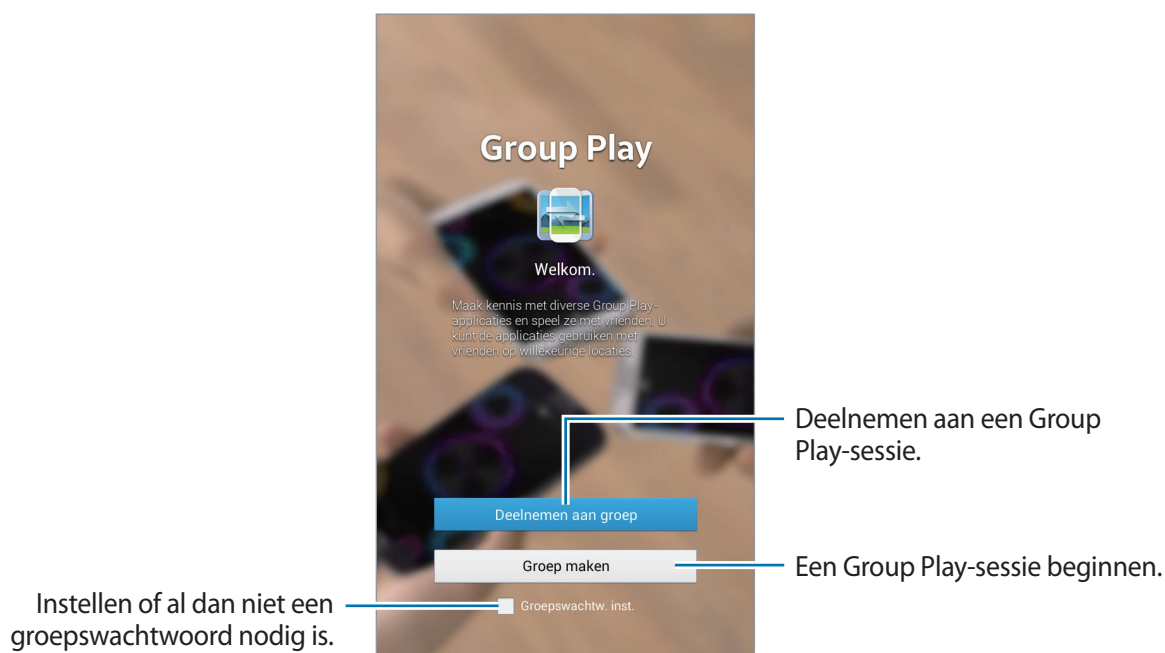 Group Play
Welkom.
Maak kennis met diverse Group Play-
applicaties en speel ze met vrienden. U
kunt de applicaties gebruiken met
vrienden op willekeurige locaties.
Deelnemen aan een Group
Play-sessie.
Deelnemen aan groep
Groep maken
Een Group Play-sessie beginnen.
Instellen of al dan niet een
groepswachtwoord nodig is.
Groepswachtw. inst.